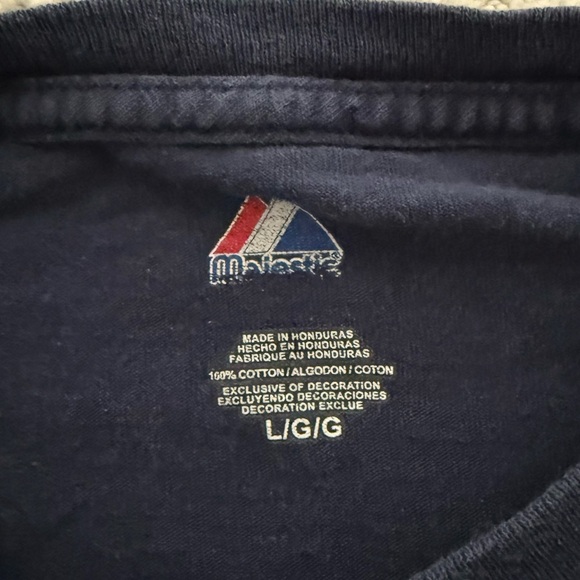 Majestic
MADE IN HONDURAS
HECHO EN HONDURAS
FABRIQUE AU HONDURAS
100% COTTON / ALGODON / COTON
EXCLUSIVE OF DECORATION
EXCLUYENDO DECORACIONES
DECORATION EXCLUE
L/G/G